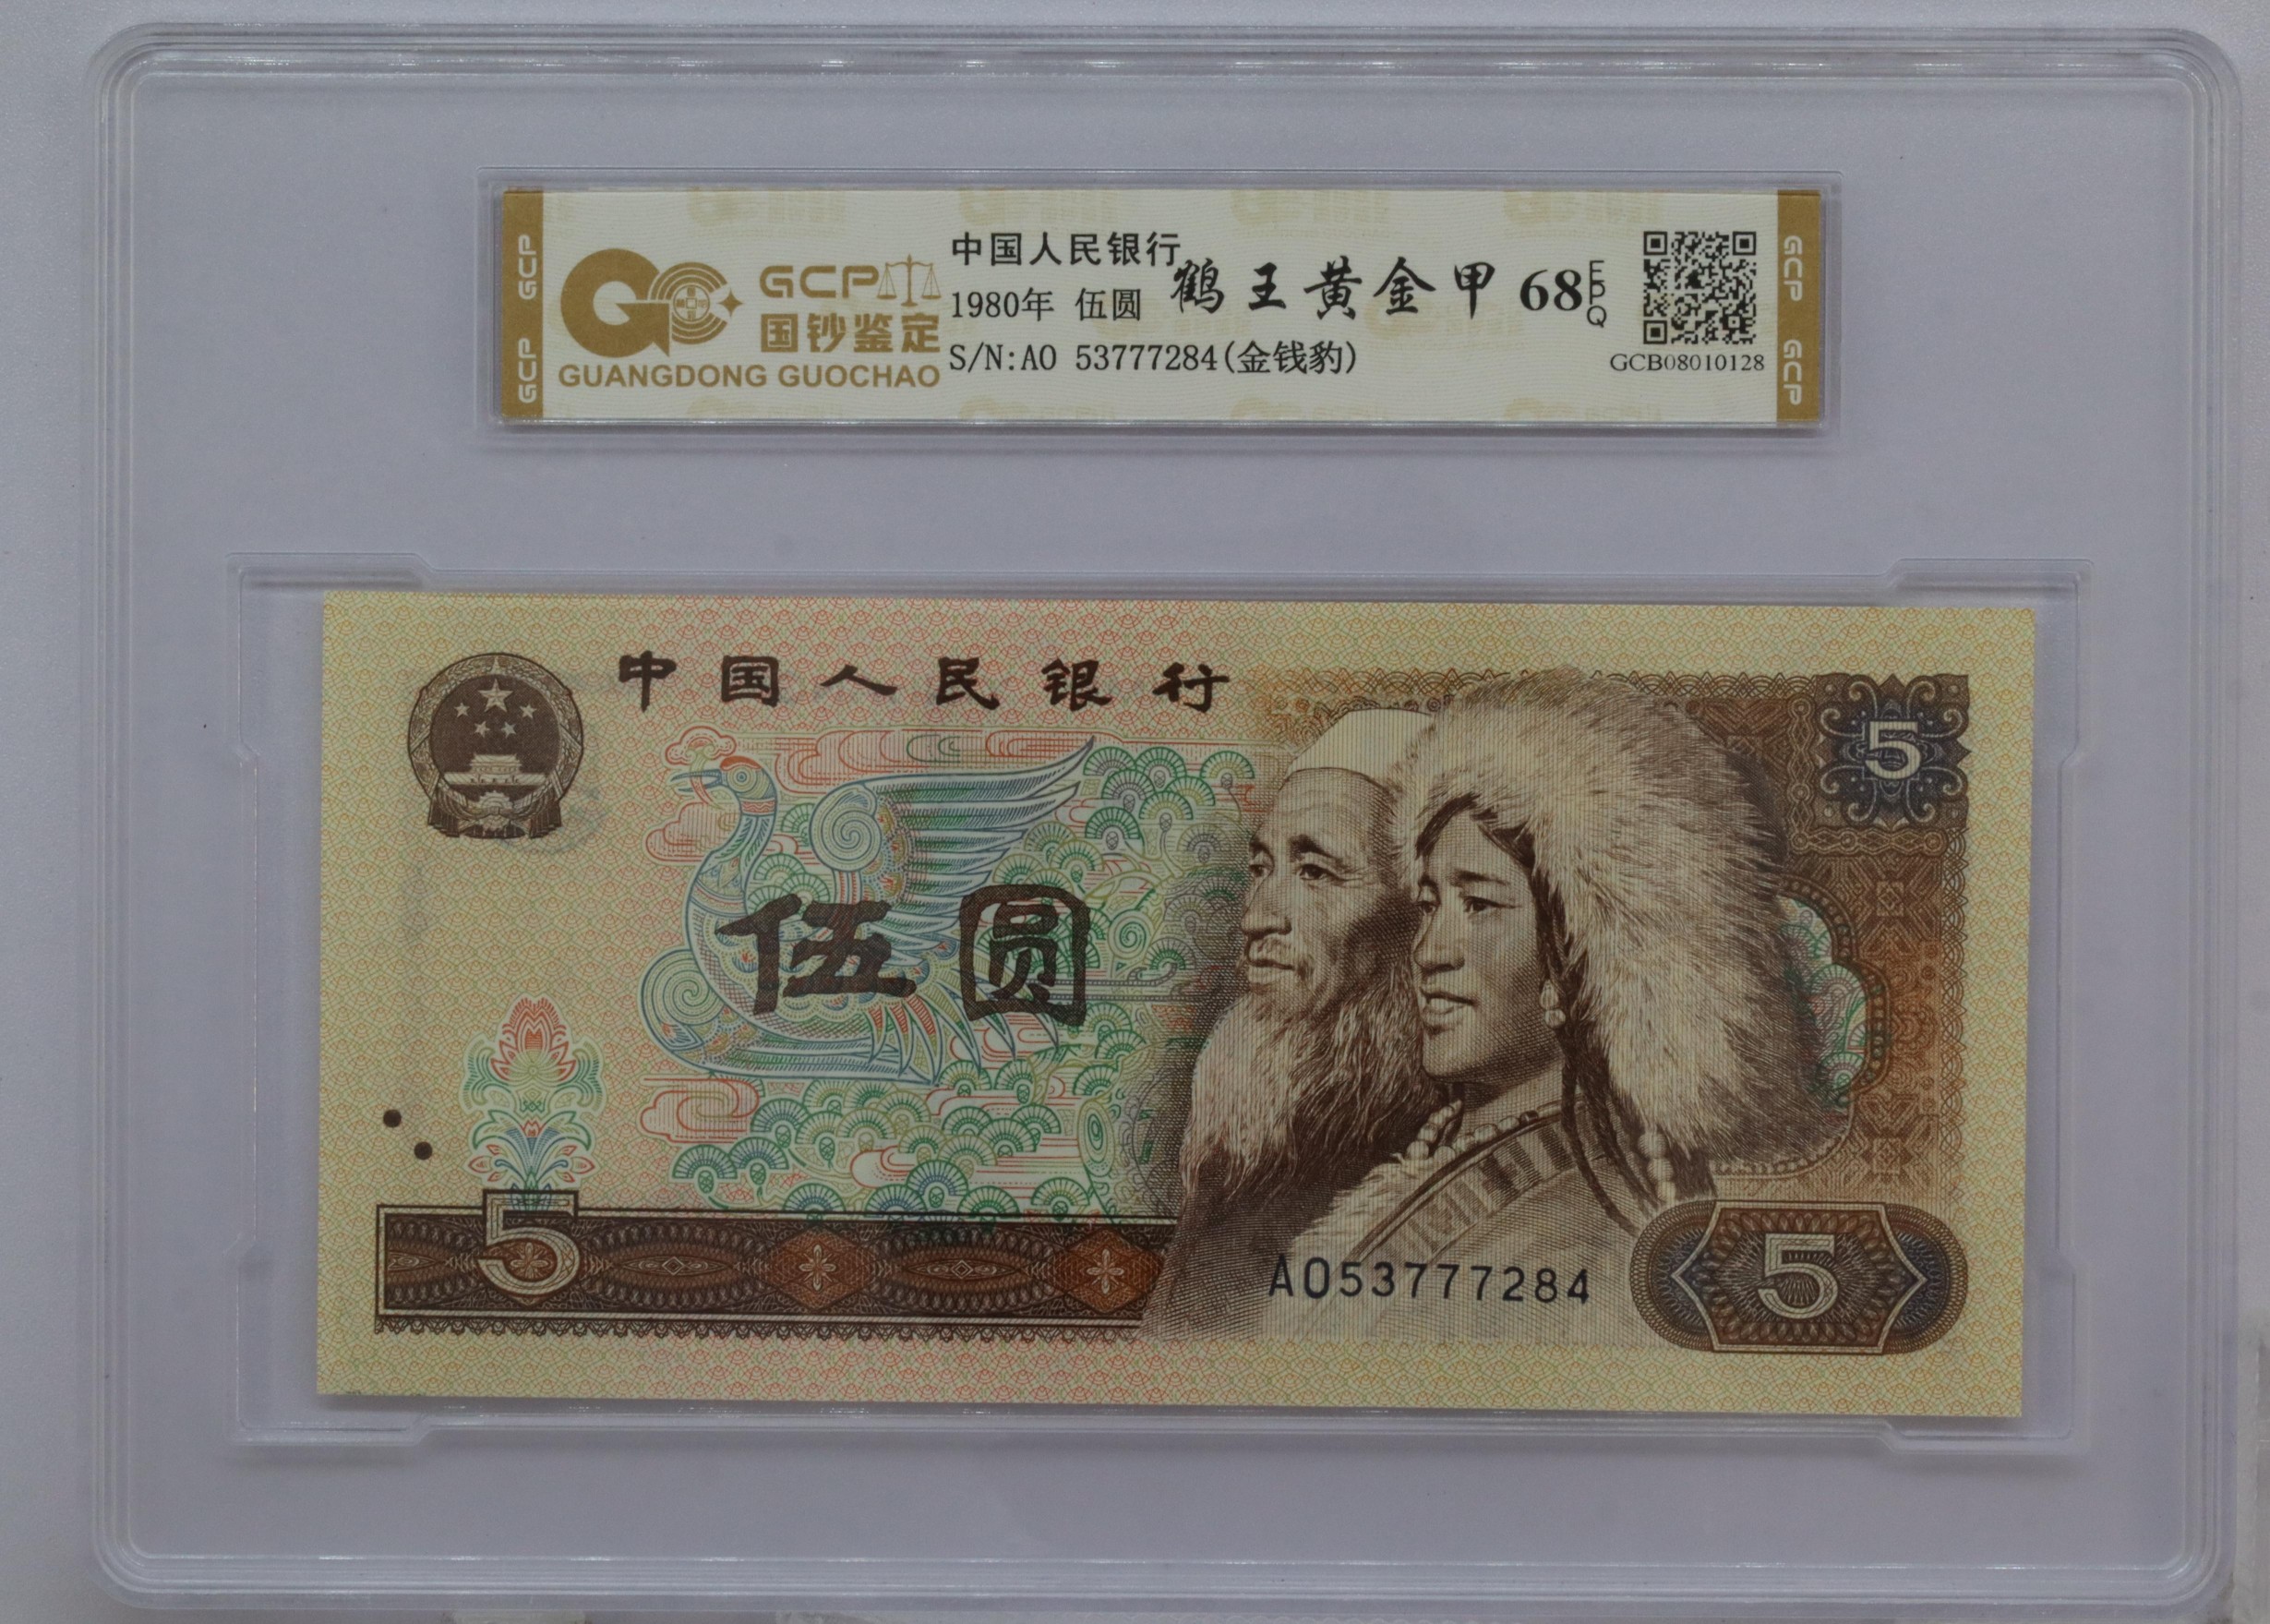 GCP GCP
GCP
国钞鉴定
GUANGDONG GUOCHAO
中国人民银行
1980年 伍圆
S/N:AO 53777284(金钱豹)
鹤王黄金甲 68 EPQ
GCB08010128
GCP GCP
中国人民银行
5
伍圆
5
AO53777284
5